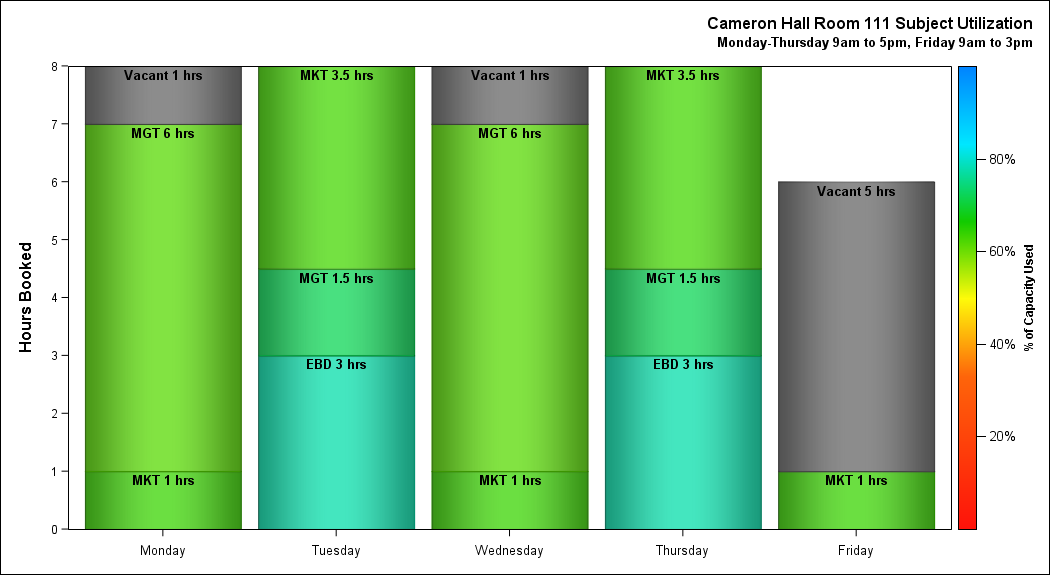 Cameron Hall Room 111 Subject Utilization
Monday-Thursday 9am to 5pm, Friday 9am to 3pm
Hours Booked
8
7
6
5
4
3
2
1
0
Vacant 1 hrs
MGT 6 hrs
MKT 1 hrs
MKT 3.5 hrs
MGT 1.5 hrs
EBD 3 hrs
Vacant 1 hrs
MGT 6 hrs
MKT 1 hrs
MKT 3.5 hrs
MGT 1.5 hrs
EBD 3 hrs
Vacant 5 hrs
MKT 1 hrs
Monday
Tuesday
Wednesday
Thursday
Friday
80%
60%
40%
20%
% of Capacity Used